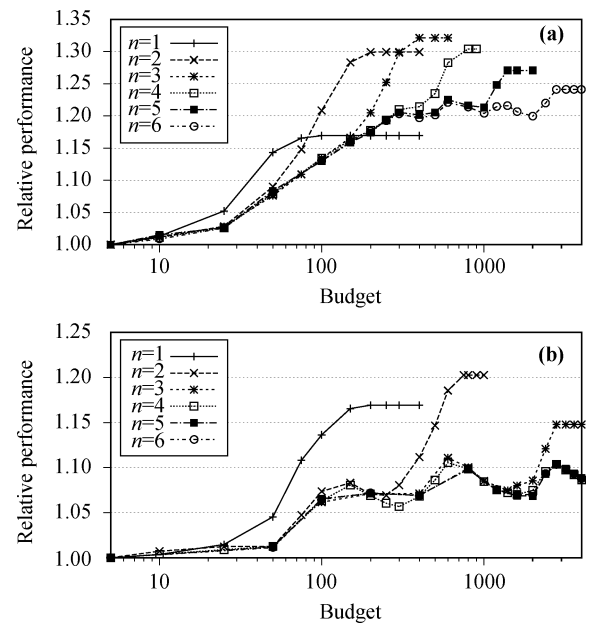 1.35
(a)
n=1
n=2
n=3
n=4
n=5
n=6
1.30
1.25
1.20
1.15
1.10
1.05
1.00
Relative performance
10
100
1000
Budget
1.25
(b)
n=1
n=2
n=3
n=4
n=5
n=6
1.20
1.15
1.10
1.05
1.00
Relative performance
10
100
1000
Budget